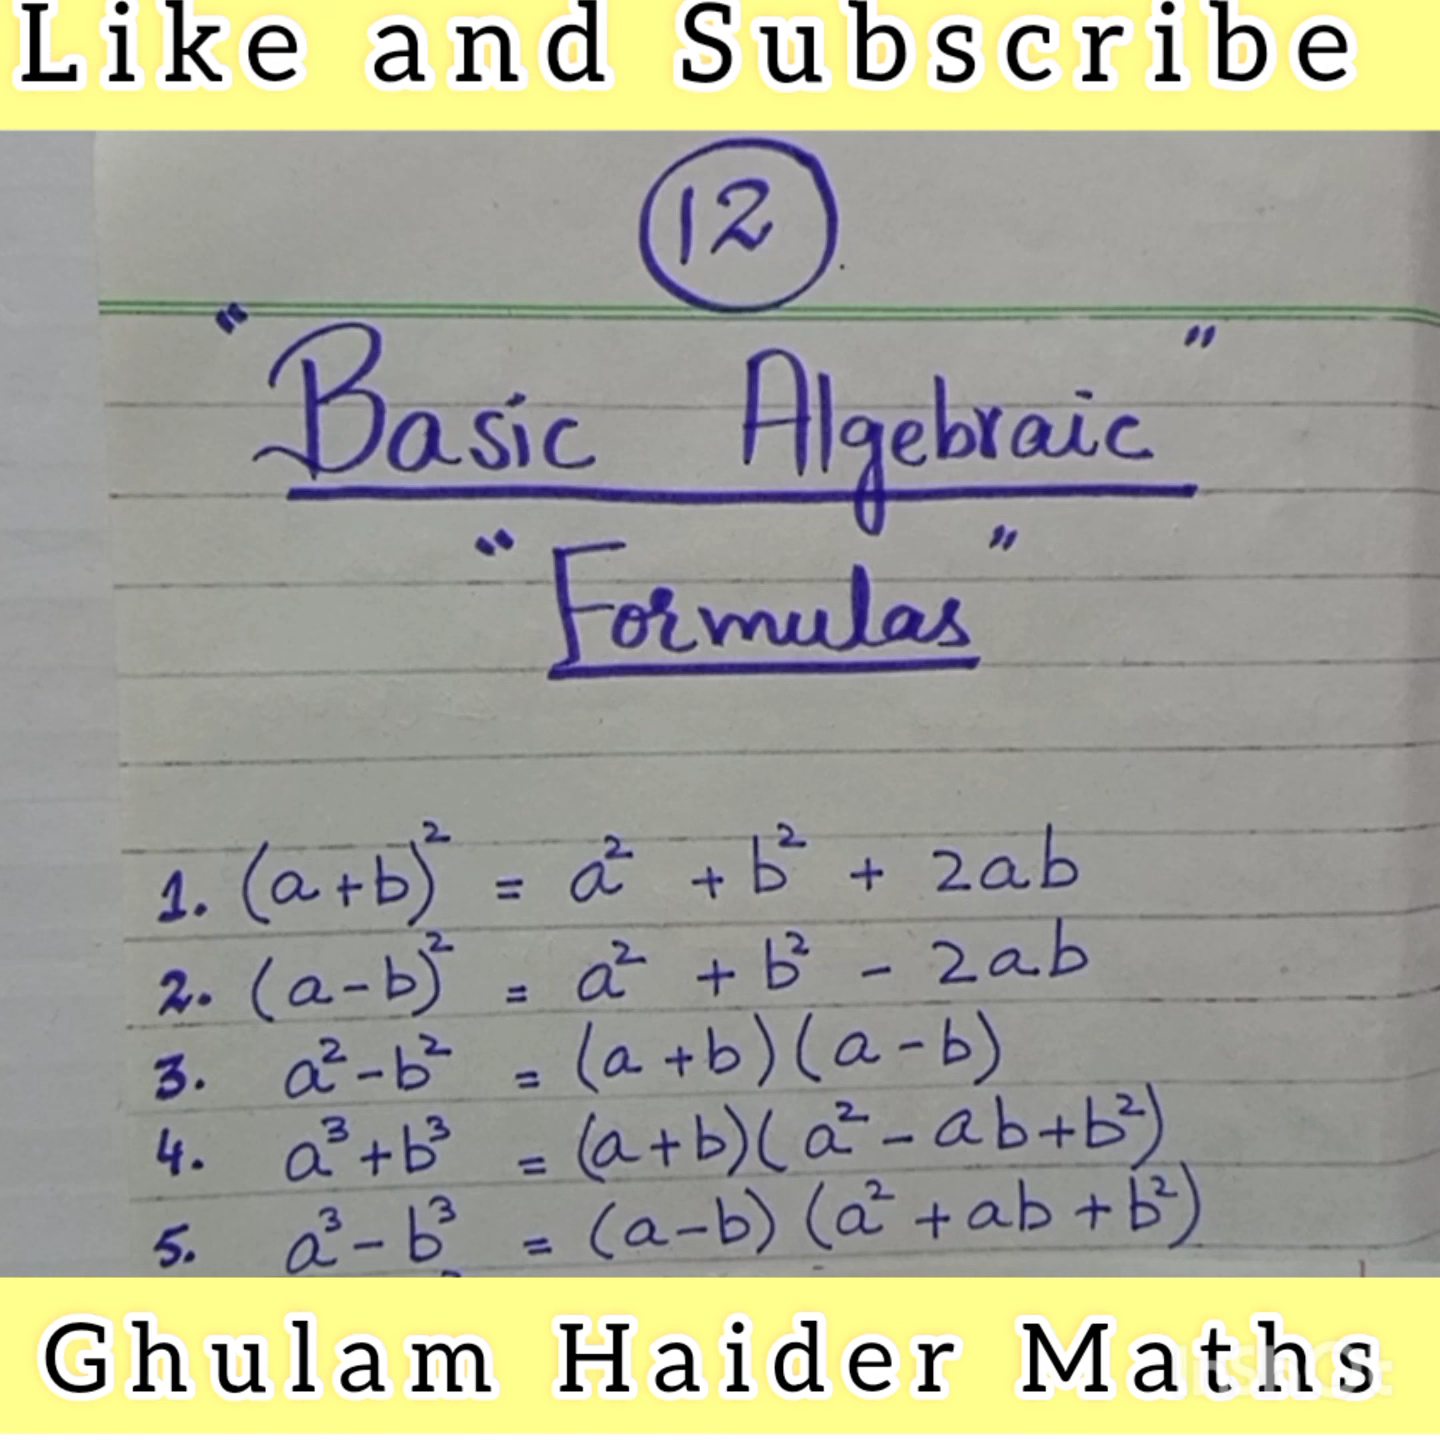 Like and Subscribe
12
"Basic Algebraic"
"Formulas"
1. (a+b)² = a² + b² + 2ab
2. (a-b)² = a² + b² - 2ab
3. a²-b² = (a+b)(a-b)
4. a³+b³ = (a+b)(a²-ab+b²)
5. a³-b³ = (a-b)(a²+ab+b²)
Ghulam Haider Maths
InShOt